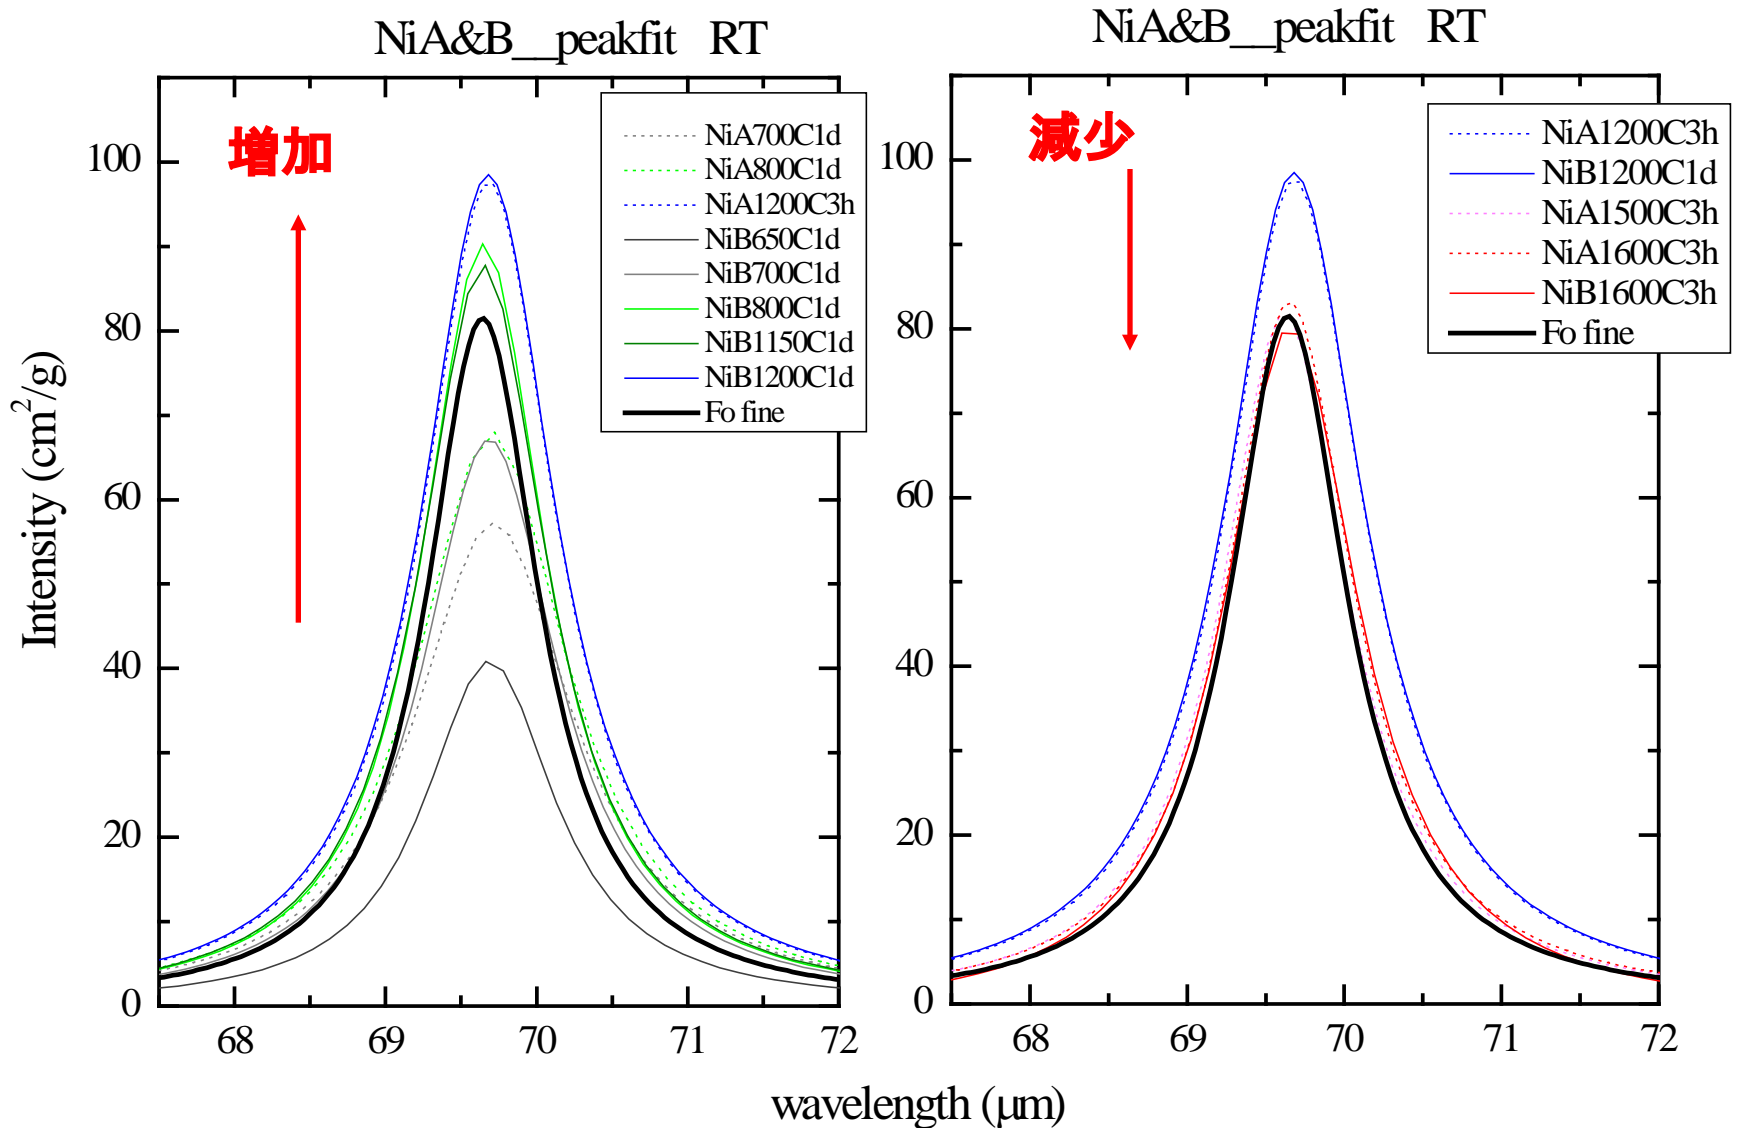 NiA&B__peakfit RT
増加
NiA700C1d
NiA800C1d
NiA1200C3h
NiB650C1d
NiB700C1d
NiB800C1d
NiB1150C1d
NiB1200C1d
Fo fine
100
80
60
40
20
0
68 69 70 71 72
Intensity (cm²/g)
NiA&B__peakfit RT
減少
NiA1200C3h
NiB1200C1d
NiA1500C3h
NiA1600C3h
NiB1600C3h
Fo fine
100
80
60
40
20
0
68 69 70 71 72
wavelength (μm)